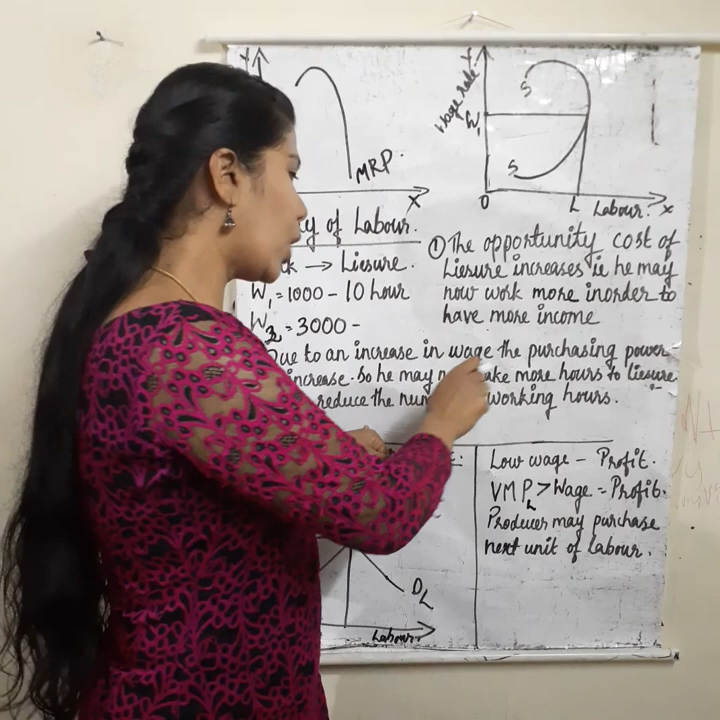 Y
MRP.
X
Y
Wage rate
W1
S
S
O
L
Labour.
X
of Labour.
→ Liesure.
W1 = 1000 - 10 hour
W2 = 3000 -
① The opportunity cost of
Liesure increases ie he may
now work more inorder to
have more income
Due to an increase in wage the purchasing power
increase. So he may more hours to liesure
reduce the working hours.
DL
Labour.
Low wage - Profit.
VMPL > Wage = Profit.
Producer may purchase
next unit of labour.